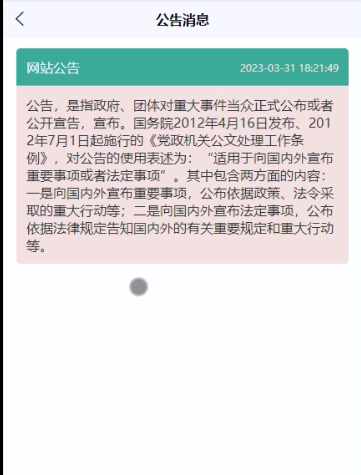 公告消息
网站公告
2023-03-31 18:21:49
公告，是指政府、团体对重大事件当众正式公布或者
公开宣告，宣布。国务院2012年4月16日发布、201
2年7月1日起施行的《党政机关公文处理工作条
例》，对公告的使用表述为：“适用于向国内外宣布
重要事项或者法定事项”。其中包含两方面的内容：
一是向国内外宣布重要事项，公布依据政策、法令采
取的重大行动等；二是向国内外宣布法定事项，公布
依据法律规定告知国内外的有关重要规定和重大行动
等。